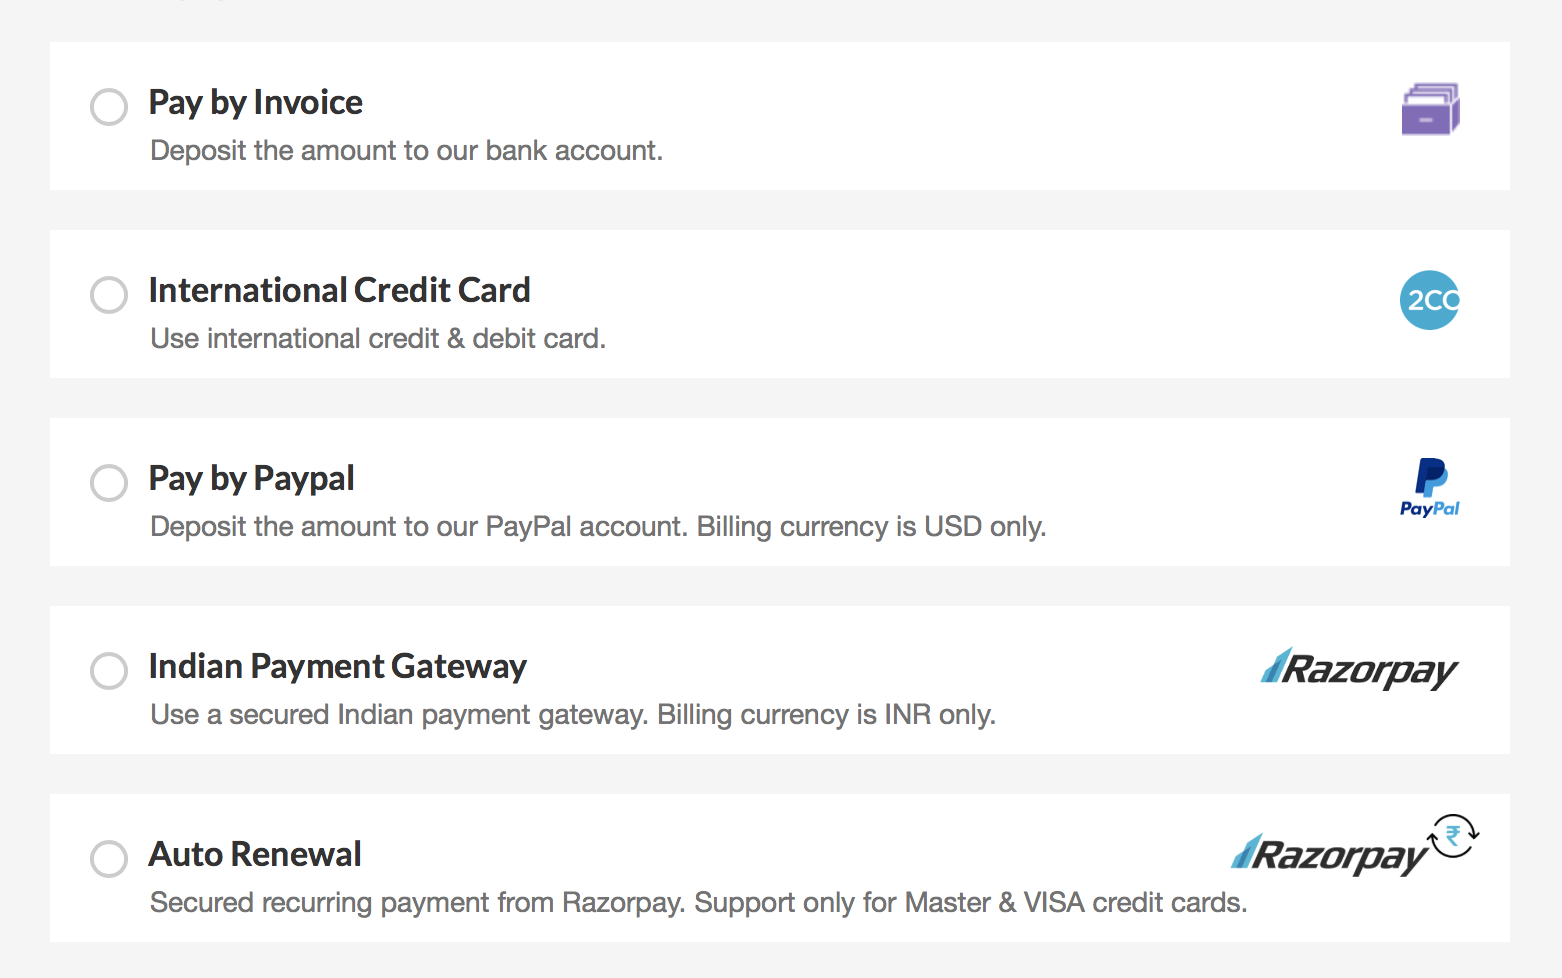 Pay by Invoice
Deposit the amount to our bank account.
International Credit Card
2CO
Use international credit & debit card.
Pay by Paypal
Deposit the amount to our PayPal account. Billing currency is USD only.
PayPal
Indian Payment Gateway
Razorpay
Use a secured Indian payment gateway. Billing currency is INR only.
Auto Renewal
Razorpay ₹
Secured recurring payment from Razorpay. Support only for Master & VISA credit cards.